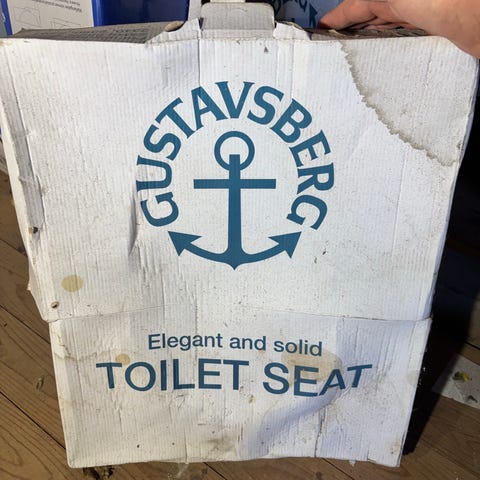 GUSTAVSBERG
Elegant and solid
TOILET SEAT